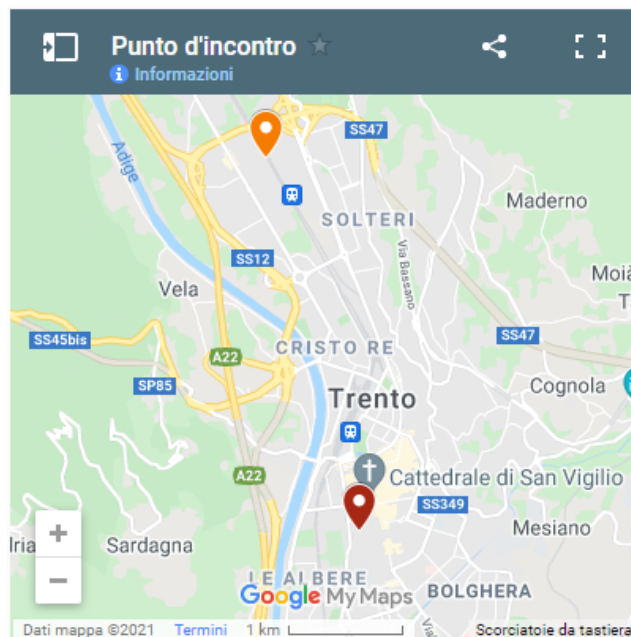 Punto d'incontro
Informazioni
SS47
Adige
Maderno
SOLTERI
Via Bassano
SS12
Moià
Vela
SS45bis
CRISTO RE
SS47
A22
SP85
Trento
Cognola
Cattedrale di San Vigilio
A22
SS349
Mesiano
Sardagna
LE ALBERE
BOLGHERA
Google My Maps
Dati mappa ©2021 Termini 1 km Scorciatoie da tastiera